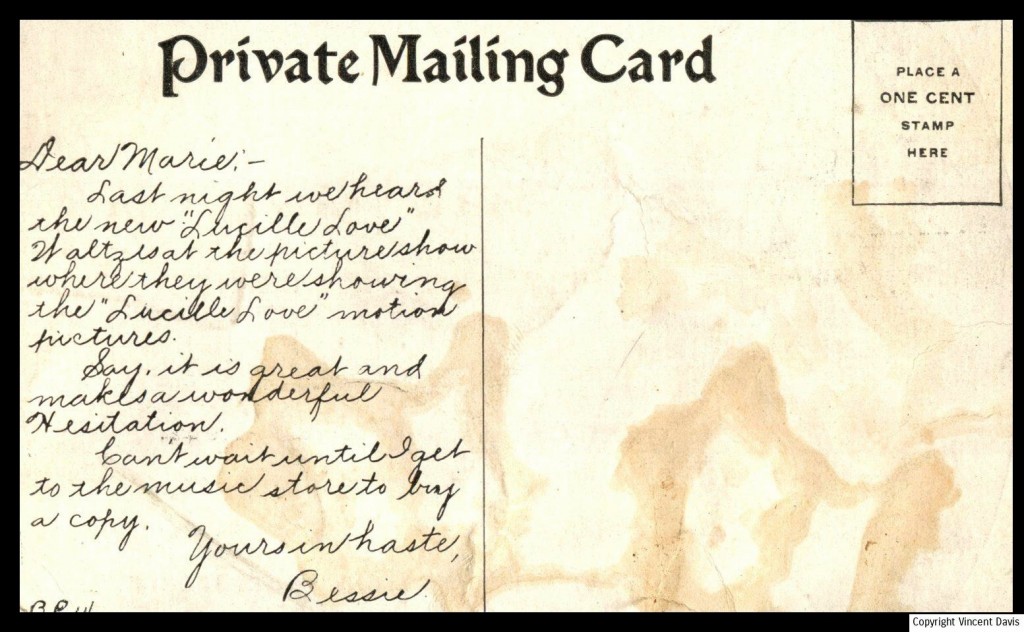 Private Mailing Card
PLACE A
ONE CENT
STAMP
HERE
Dear Marie:-
Last night we heard
the new "Lucille Love"
Waltzes at the picture show
where they were showing
the "Lucille Love" motion
pictures.
Say, it is great and
makes a wonderful
Hesitation.
Can't wait until I get
to the music store to buy
a copy.
Yours in haste,
Bessie.
Copyright Vincent Davis